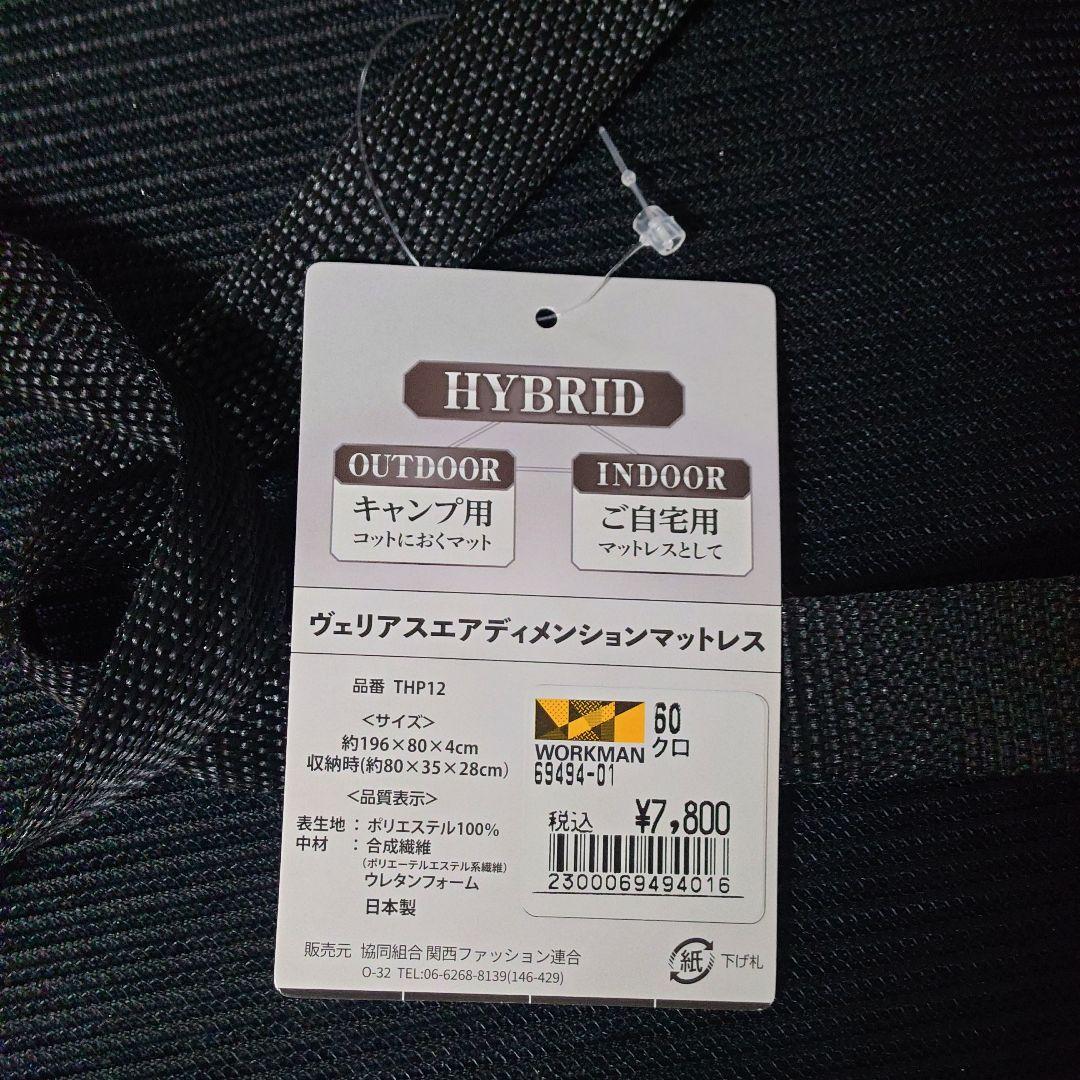 HYBRID
OUTDOOR
キャンプ用
コットにおくマット
INDOOR
ご自宅用
マットレスとして
ヴェリアスエアディメンションマットレス
品番 THP12
＜サイズ＞
約196×80×4cm
収納時(約80×35×28cm)
＜品質表示＞
表生地 : ポリエステル100%
中材 : 合成繊維
(ポリエーテルエステル系繊維)
ウレタンフォーム
日本製
WORKMAN
60
クロ
69494-01
税込 ¥7,800
2300069494016
販売元 協同組合 関西ファッション連合
O-32 TEL:06-6268-8139(146-429)
紙 下げ札